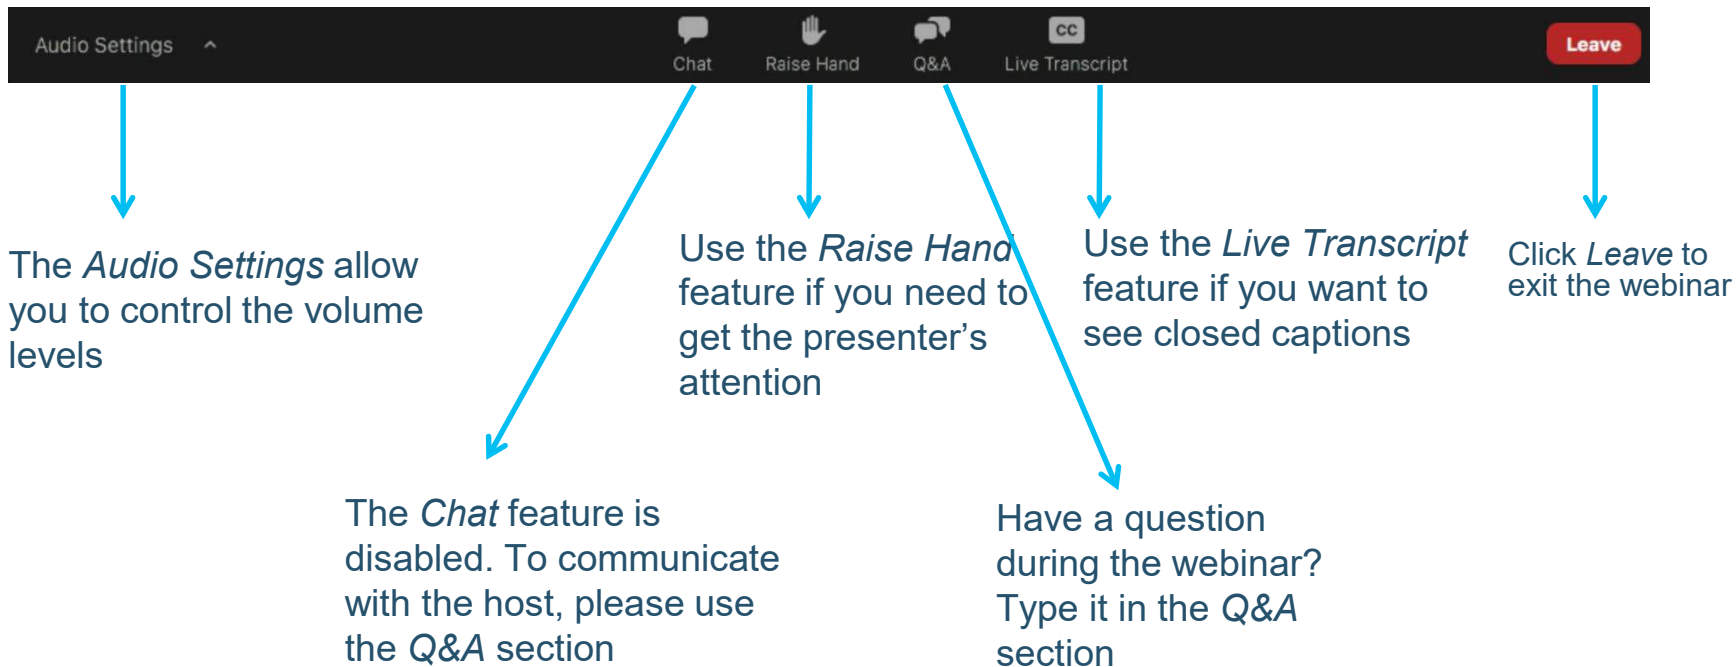 Audio Settings
Chat
Raise Hand
Q&A
CC
Live Transcript
Leave
The Audio Settings allow
you to control the volume
levels
Use the Raise Hand
feature if you need to
get the presenter’s
attention
Use the Live Transcript
feature if you want to
see closed captions
Click Leave to
exit the webinar
The Chat feature is
disabled. To communicate
with the host, please use
the Q&A section
Have a question
during the webinar?
Type it in the Q&A
section